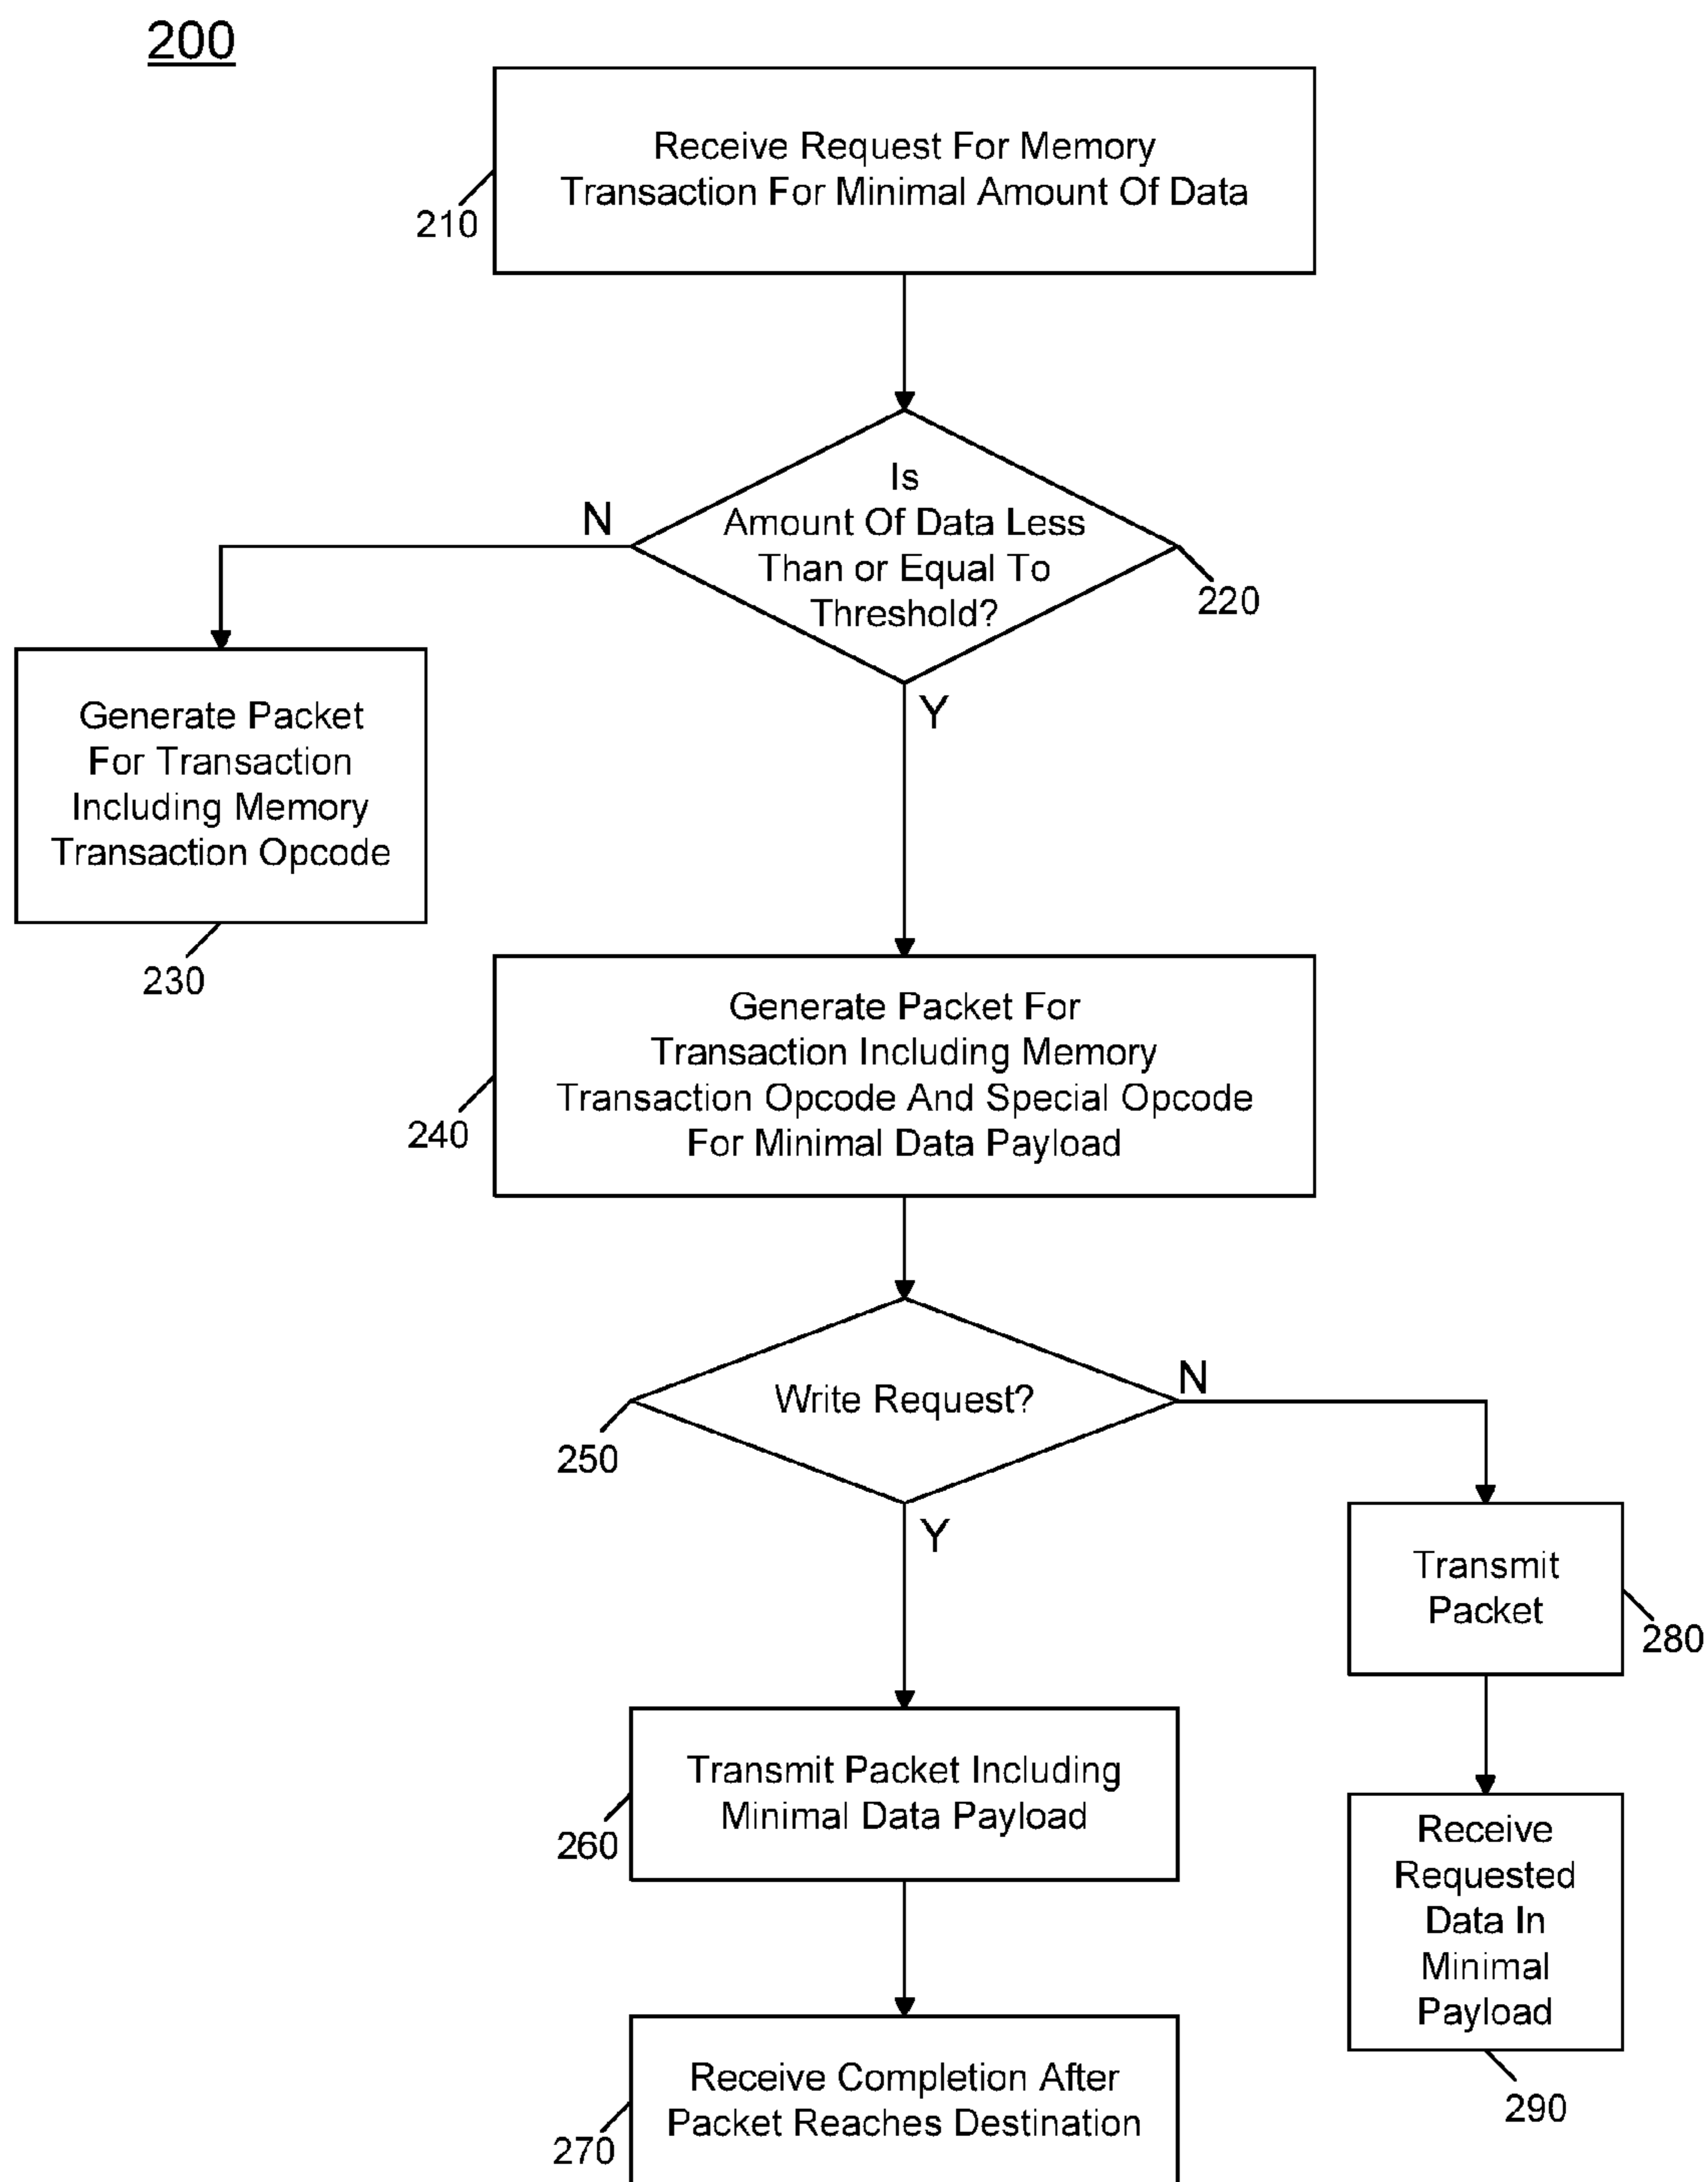 200
Receive Request For Memory
Transaction For Minimal Amount Of Data
210
Is
Amount Of Data Less
Than or Equal To
Threshold?
N
220
Y
Generate Packet
For Transaction
Including Memory
Transaction Opcode
230
Generate Packet For
Transaction Including Memory
Transaction Opcode And Special Opcode
For Minimal Data Payload
240
Write Request?
N
250
Y
Transmit
Packet
280
Transmit Packet Including
Minimal Data Payload
260
Receive
Requested
Data In
Minimal
Payload
290
Receive Completion After
Packet Reaches Destination
270